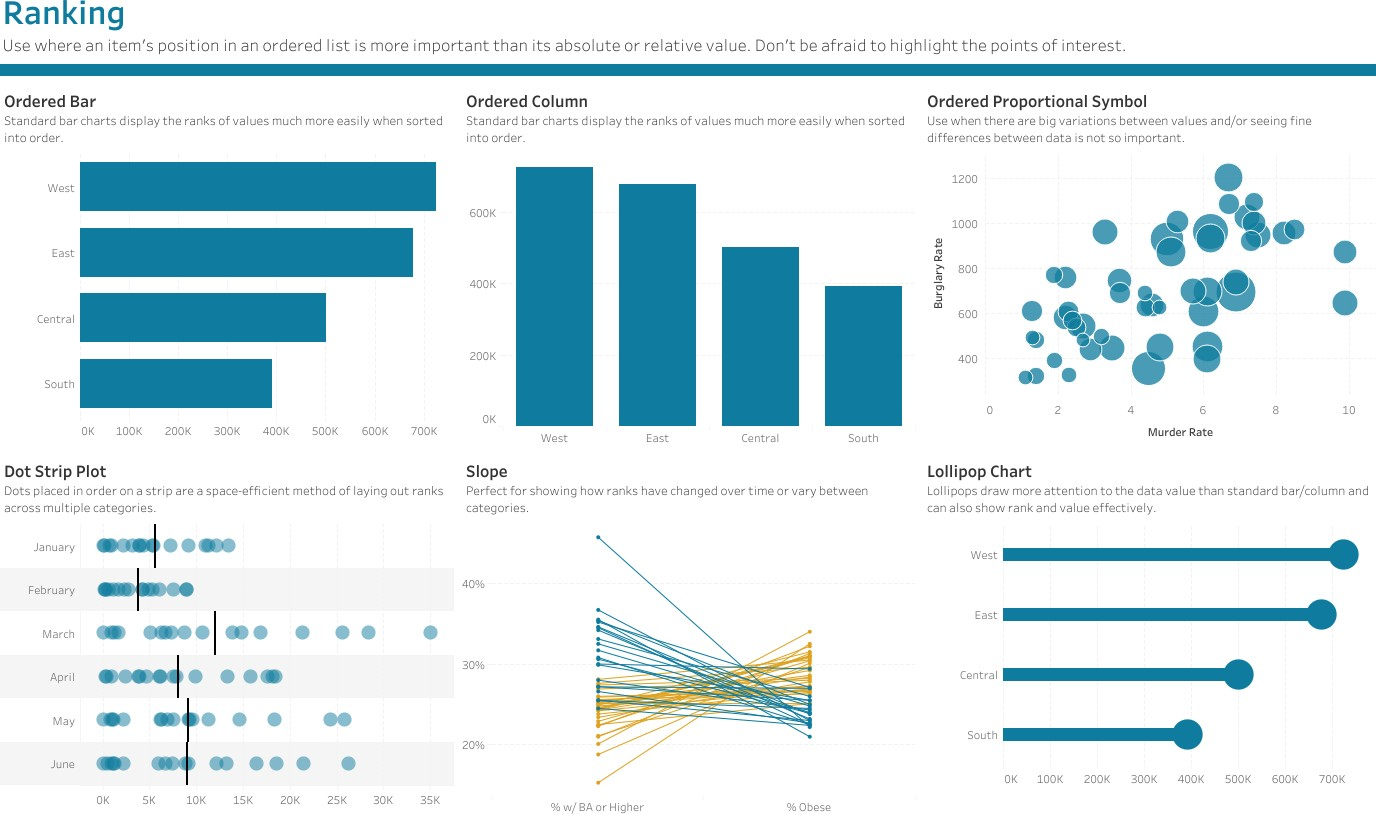 Ranking
Use where an item's position in an ordered list is more important than its absolute or relative value. Don't be afraid to highlight the points of interest.
Ordered Bar
Standard bar charts display the ranks of values much more easily when sorted
into order.
West
East
Central
South
0K 100K 200K 300K 400K 500K 600K 700K
Ordered Column
Standard bar charts display the ranks of values much more easily when sorted
into order.
600K
400K
200K
0K
West East Central South
Ordered Proportional Symbol
Use when there are big variations between values and/or seeing fine
differences between data is not so important.
Burglary Rate
1200
1000
800
600
400
0 2 4 6 8 10
Murder Rate
Dot Strip Plot
Dots placed in order on a strip are a space-efficient method of laying out ranks
across multiple categories.
January
February
March
April
May
June
0K 5K 10K 15K 20K 25K 30K 35K
Slope
Perfect for showing how ranks have changed over time or vary between
categories.
40%
30%
20%
% w/ BA or Higher % Obese
Lollipop Chart
Lollipops draw more attention to the data value than standard bar/column and
can also show rank and value effectively.
West
East
Central
South
0K 100K 200K 300K 400K 500K 600K 700K